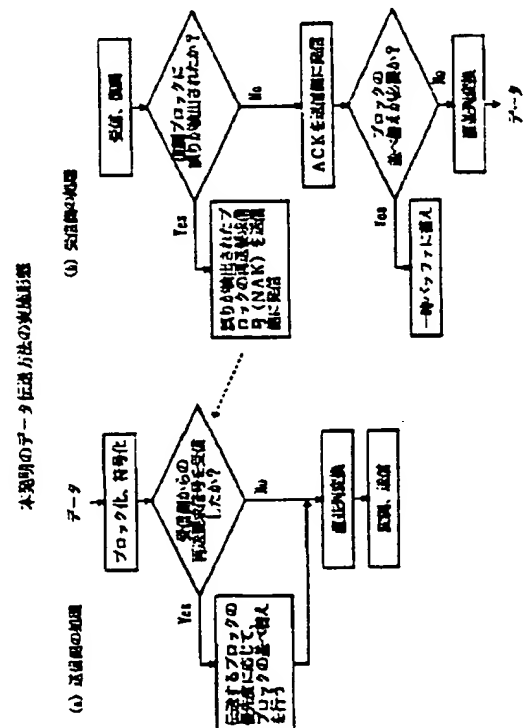 本発明のデータ伝送方法の実施形態
(a) 送信側の処理
データ
ブロック化、符号化
受信側からの
再送要求信号を受信
したか?
Yes
No
伝送するブロックの
優先度に応じて、
ブロックの並べ替え
を行う
直並列変換
変調、送信
(b) 受信側の処理
受信、復調
復調ブロックに
誤りが検出されたか?
Yes
No
誤りが検出されたブ
ロックの再送要求信
号(NAK)を送信
側に発信
ACKを送信側に発信
ブロックの
並べ替えが必要か?
Yes
No
一時バッファに蓄え
直並列変換
データ